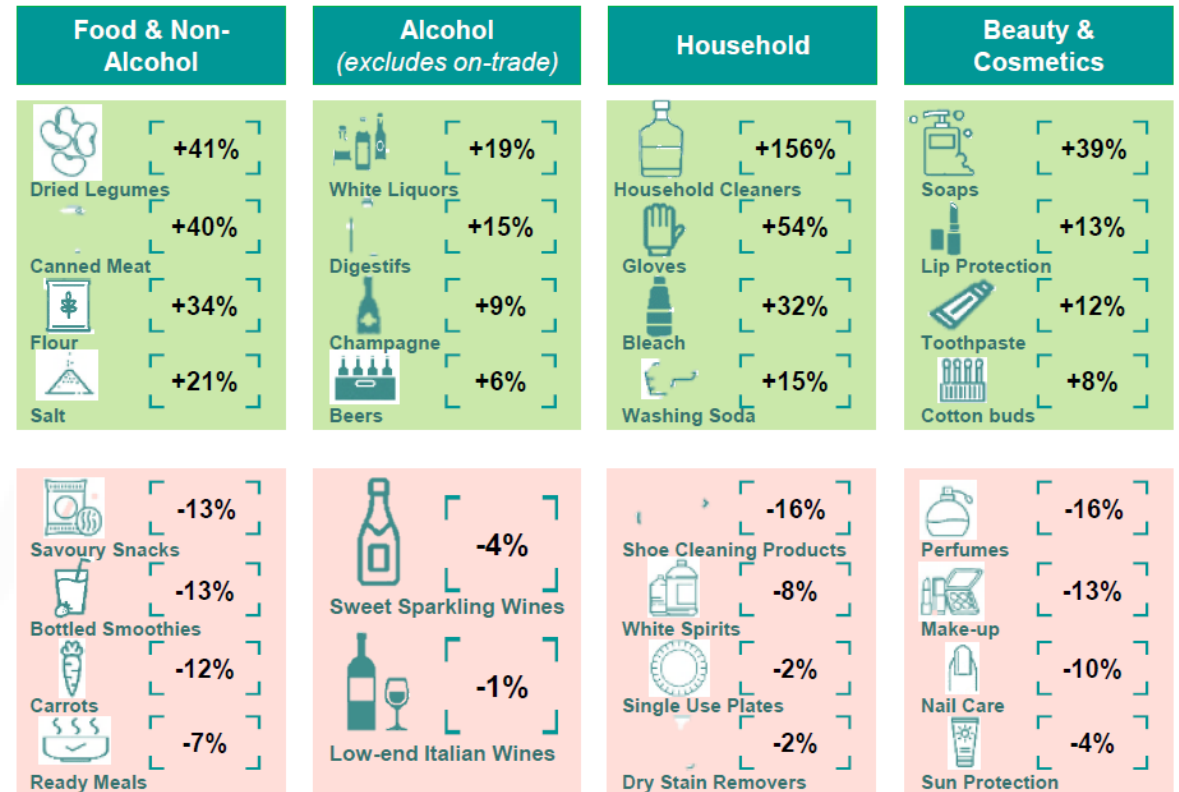 Food & Non-
Alcohol
+41%
Dried Legumes
+40%
Canned Meat
+34%
Flour
+21%
Salt
-13%
Savoury Snacks
-13%
Bottled Smoothies
-12%
Carrots
-7%
Ready Meals
Alcohol
(excludes on-trade)
+19%
White Liquors
+15%
Digestifs
+9%
Champagne
+6%
Beers
-4%
Sweet Sparkling Wines
-1%
Low-end Italian Wines
Household
+156%
Household Cleaners
+54%
Gloves
+32%
Bleach
+15%
Washing Soda
-16%
Shoe Cleaning Products
-8%
White Spirits
-2%
Single Use Plates
-2%
Dry Stain Removers
Beauty &
Cosmetics
+39%
Soaps
+13%
Lip Protection
+12%
Toothpaste
+8%
Cotton buds
-16%
Perfumes
-13%
Make-up
-10%
Nail Care
-4%
Sun Protection